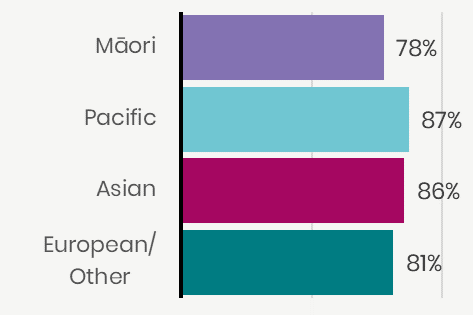 Māori 78%
Pacific 87%
Asian 86%
European/
Other 81%